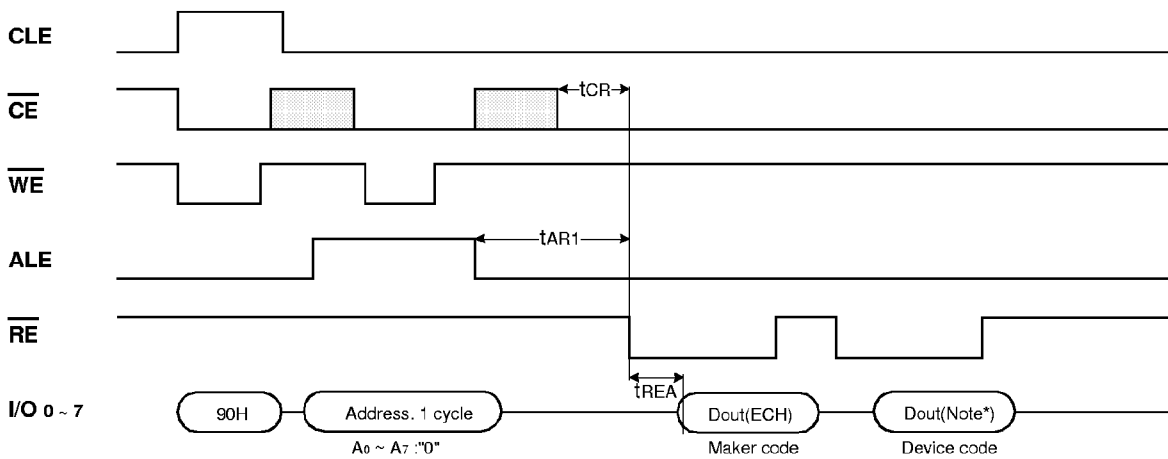 CLE
CE
tCR
WE
ALE
tAR1
RE
tREA
I/O 0 ~ 7
90H
Address. 1 cycle
Dout(ECH)
Dout(Note*)
A0 ~ A7 :"0"
Maker code
Device code